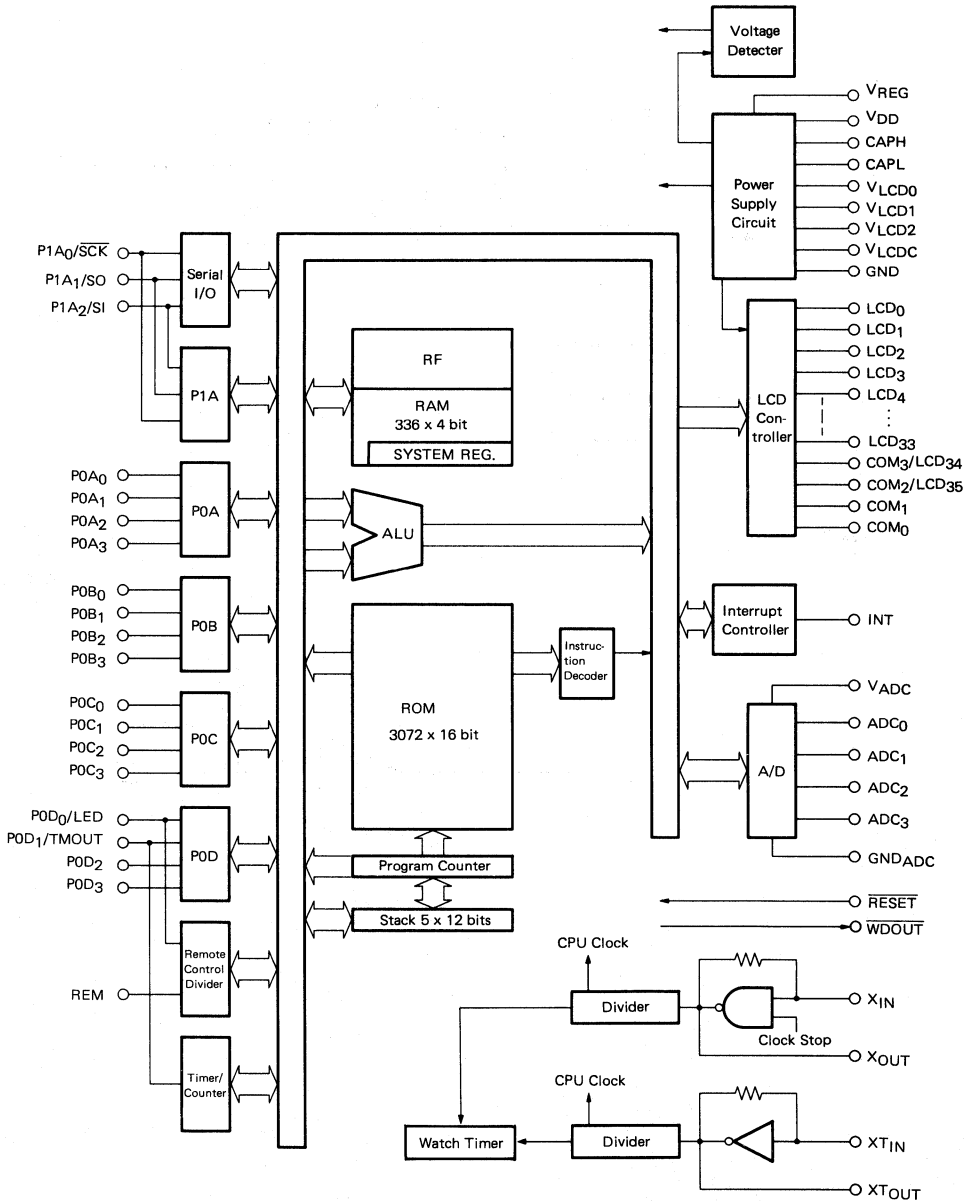 Voltage
Detecter
VREG
VDD
CAPH
CAPL
VLCD0
VLCD1
VLCD2
VLCDC
GND
Power
Supply
Circuit
P1A0/SCK
P1A1/SO
P1A2/SI
Serial
I/O
P1A
P0A0
P0A1
P0A2
P0A3
P0A
P0B0
P0B1
P0B2
P0B3
P0B
P0C0
P0C1
P0C2
P0C3
P0C
P0D0/LED
P0D1/TMOUT
P0D2
P0D3
P0D
REM
Remote
Control
Divider
Timer/
Counter
RF
RAM
336 x 4 bit
SYSTEM REG.
ALU
ROM
3072 x 16 bit
Instruc-
tion
Decoder
Program Counter
Stack 5 x 12 bits
LCD
Con-
troller
LCD0
LCD1
LCD2
LCD3
LCD4
⋮
LCD33
COM3/LCD34
COM2/LCD35
COM1
COM0
Interrupt
Controller
INT
A/D
VADC
ADC0
ADC1
ADC2
ADC3
GNDADC
RESET
WDOUT
CPU Clock
Divider
Clock Stop
XIN
XOUT
CPU Clock
Watch Timer
Divider
XTIN
XTOUT